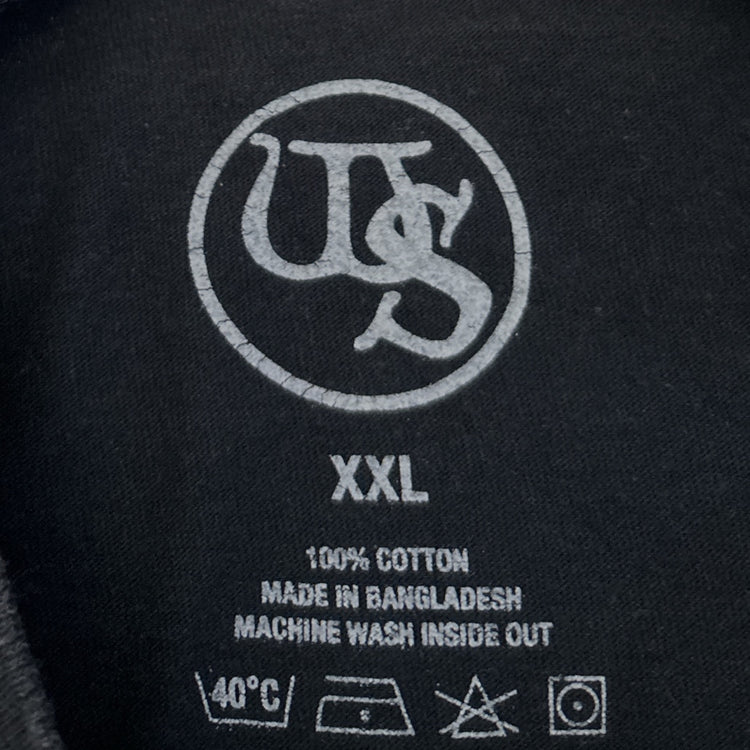 US
XXL
100% COTTON
MADE IN BANGLADESH
MACHINE WASH INSIDE OUT
40°C